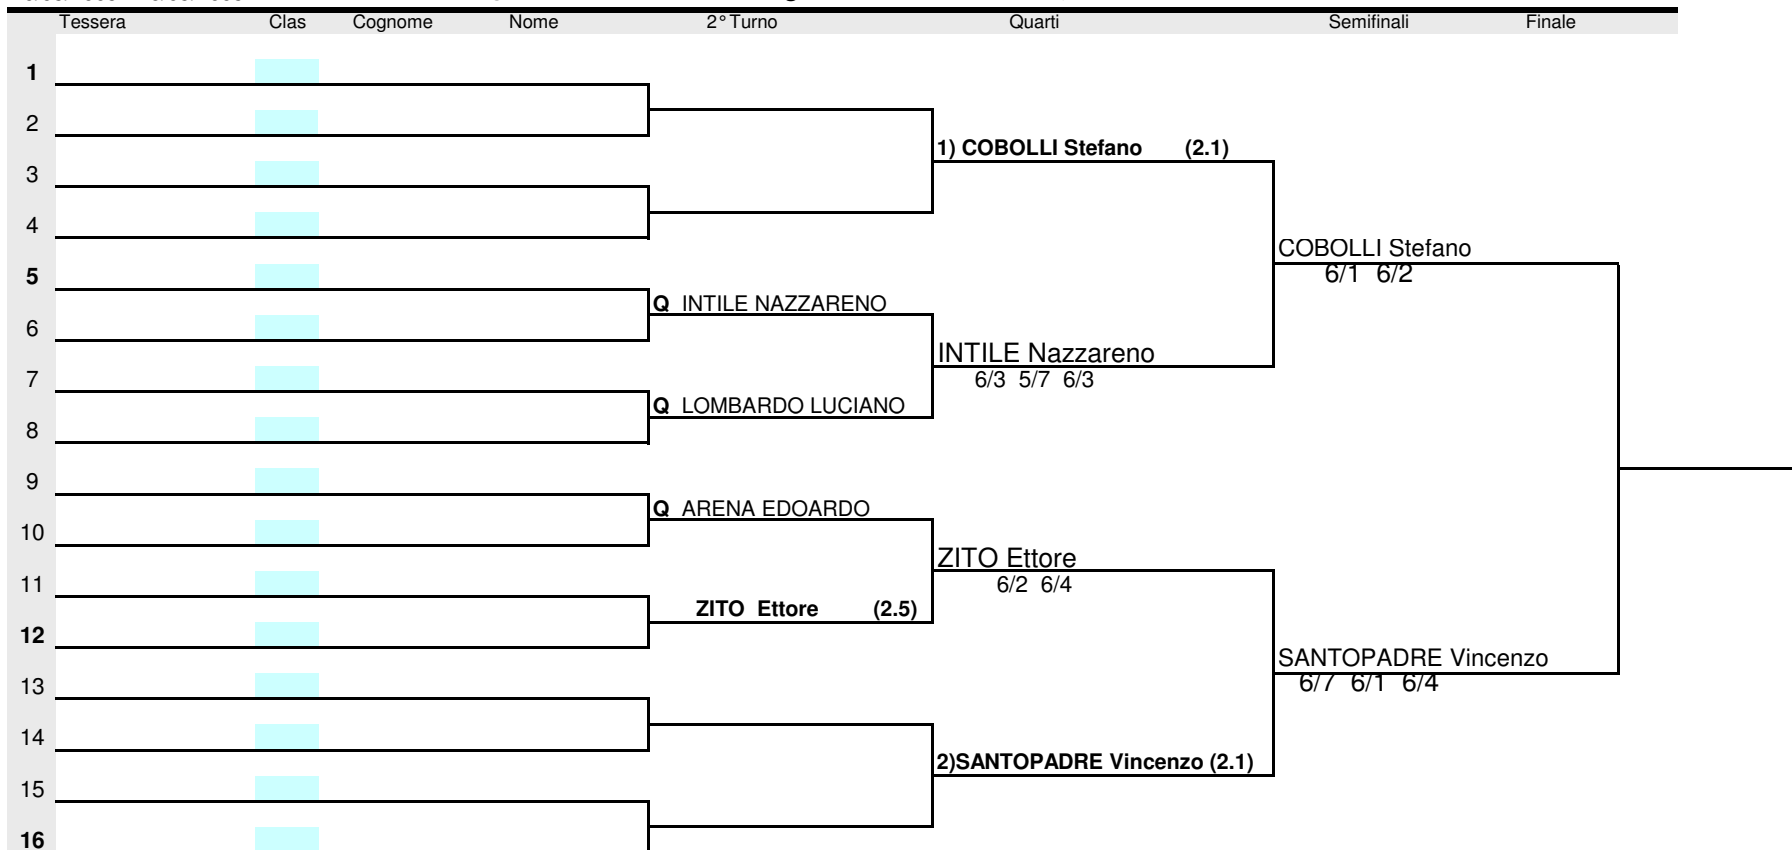 Tessera Clas Cognome Nome 2° Turno Quarti Semifinali Finale
1
2
1) COBOLLI Stefano (2.1)
3
4
COBOLLI Stefano
5
6/1 6/2
Q INTILE NAZZARENO
6
INTILE Nazzareno
7
6/3 5/7 6/3
Q LOMBARDO LUCIANO
8
9
Q ARENA EDOARDO
10
ZITO Ettore
11
6/2 6/4
ZITO Ettore (2.5)
12
SANTOPADRE Vincenzo
13
6/7 6/1 6/4
14
2)SANTOPADRE Vincenzo (2.1)
15
16